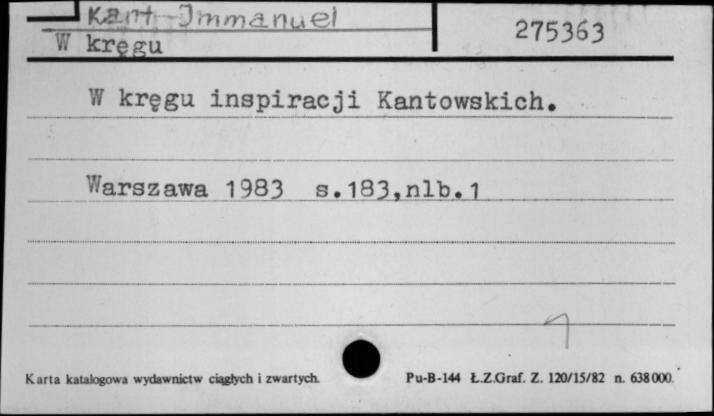 Kant Immanuel
275363
W kręgu
W kręgu inspiracji Kantowskich.
Warszawa 1983 s.183,nlb.1
Karta katalogowa wydawnictw ciągłych i zwartych. Pu-B-144 Ł.Z.Graf. Z. 120/15/82 n. 638000.